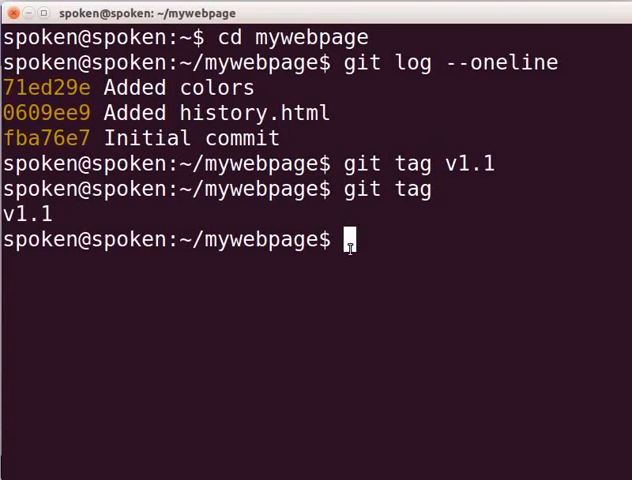 spoken@spoken: ~/mywebpage
spoken@spoken:~$ cd mywebpage
spoken@spoken:~/mywebpage$ git log --oneline
71ed29e Added colors
0609ee9 Added history.html
fba76e7 Initial commit
spoken@spoken:~/mywebpage$ git tag v1.1
spoken@spoken:~/mywebpage$ git tag
v1.1
spoken@spoken:~/mywebpage$